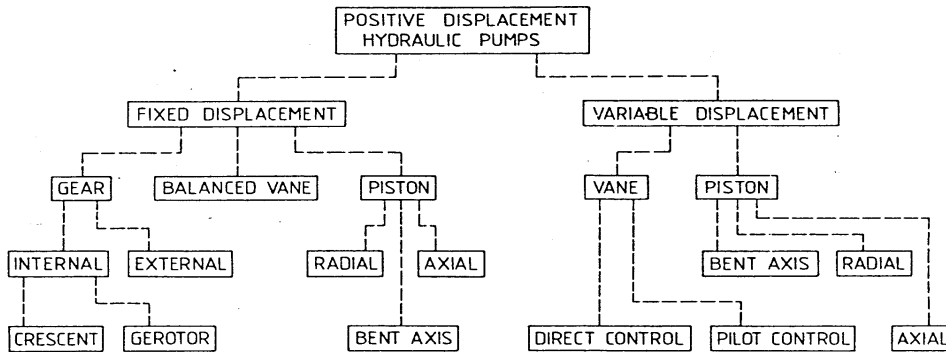 POSITIVE DISPLACEMENT
HYDRAULIC PUMPS
FIXED DISPLACEMENT
VARIABLE DISPLACEMENT
GEAR
BALANCED VANE
PISTON
VANE
PISTON
INTERNAL
EXTERNAL
RADIAL
AXIAL
BENT AXIS
RADIAL
CRESCENT
GEROTOR
BENT AXIS
DIRECT CONTROL
PILOT CONTROL
AXIAL